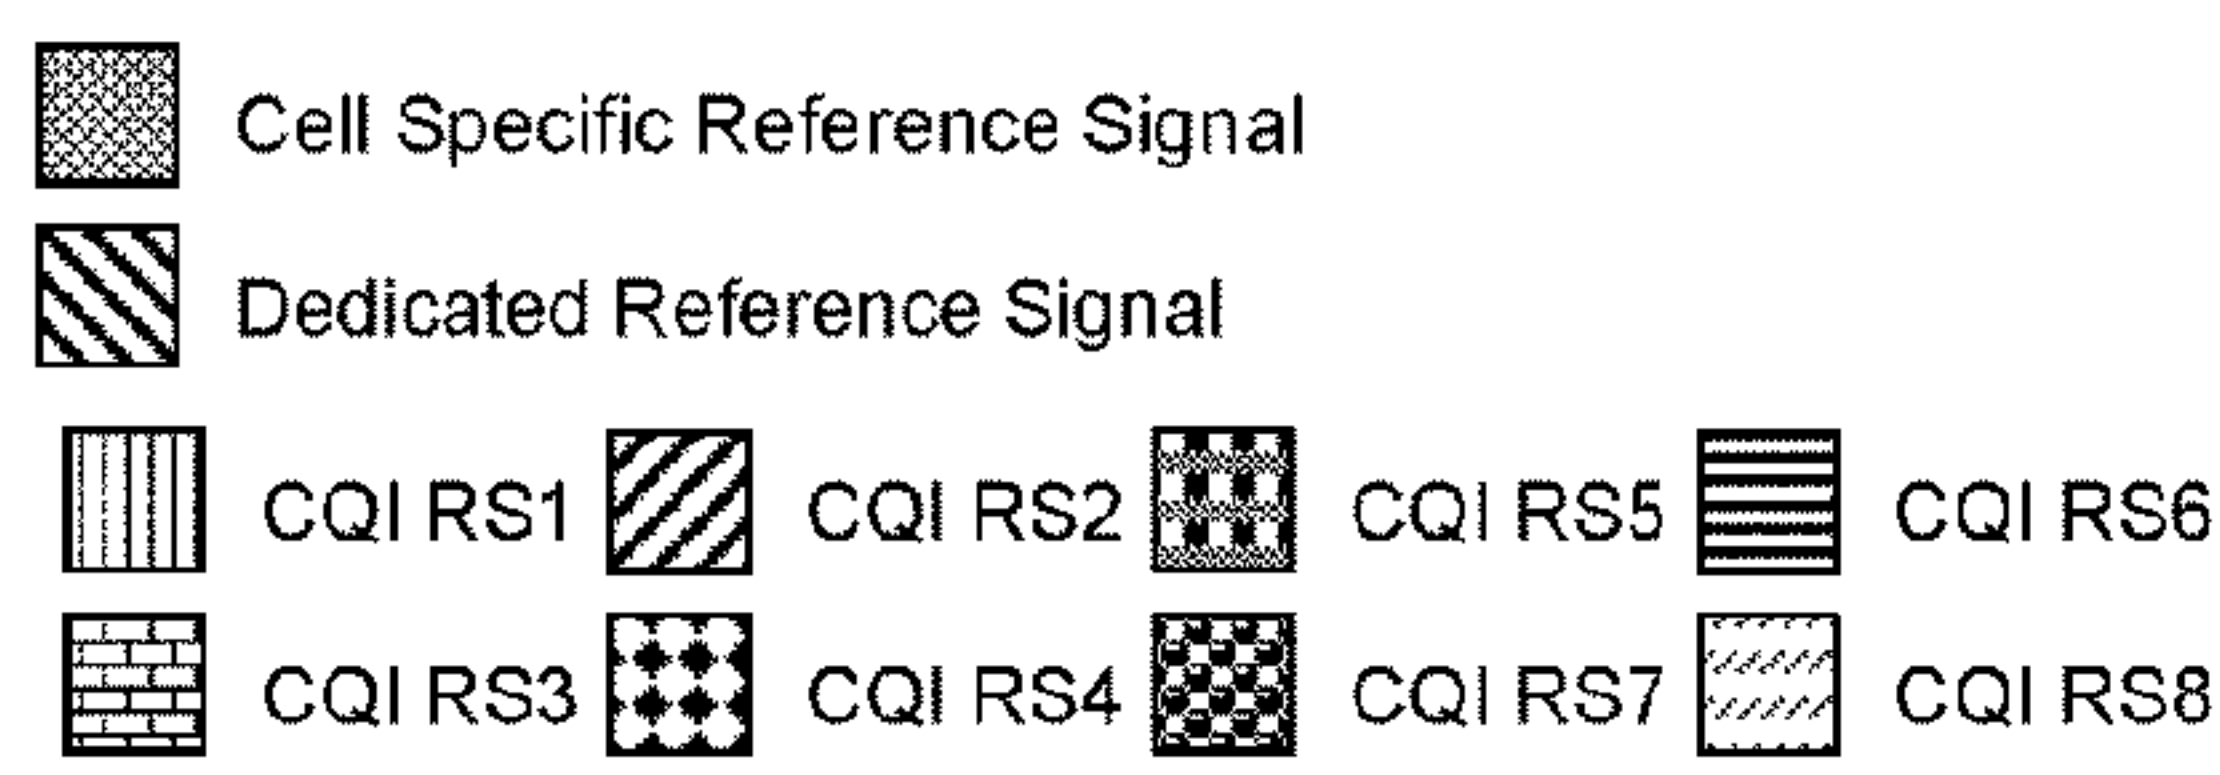 Cell Specific Reference Signal
Dedicated Reference Signal
CQI RS1 CQI RS2 CQI RS5 CQI RS6
CQI RS3 CQI RS4 CQI RS7 CQI RS8